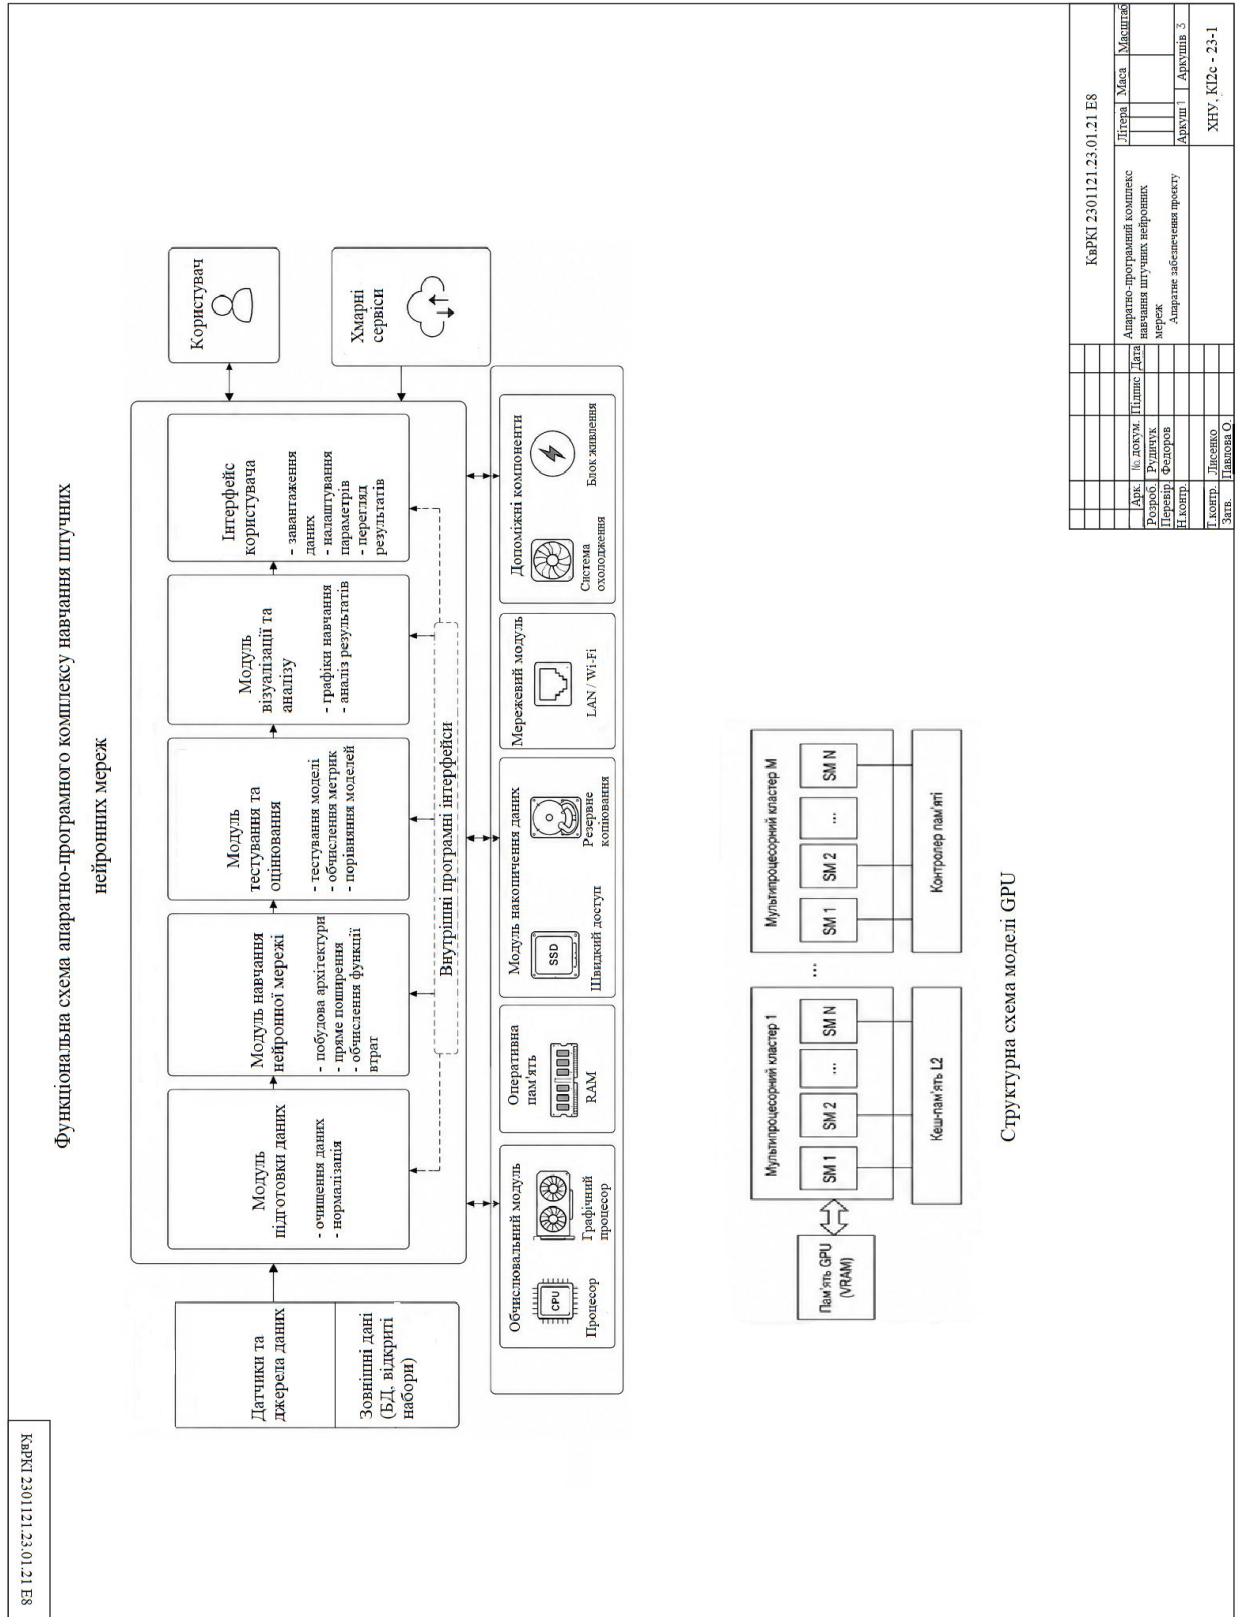 КвРКІ 2301121.23.01.21 Е8
Функціональна схема апаратно-програмного комплексу навчання штучних
нейронних мереж
Датчики та
джерела даних
Зовнішні дані
(БД, відкриті
набори)
Модуль
підготовки даних
- очищення даних
- нормалізація
Модуль навчання
нейронної мережі
- побудова архітектури
- пряме поширення
- обчислення функції
втрат
Модуль
тестування та
оцінювання
- тестування моделі
- обчислення метрик
- порівняння моделей
Модуль
візуалізації та
аналізу
- графіки навчання
- аналіз результатів
Інтерфейс
користувача
- завантаження
даних
- налаштування
параметрів
- перегляд
результатів
Користувач
Хмарні
сервіси
Внутрішні програмні інтерфейси
Обчислювальний модуль
CPU
Процесор
Графічний
процесор
Оперативна
пам'ять
RAM
Модуль накопичення даних
SSD
Швидкий доступ
Резервне
копіювання
Мережевий модуль
LAN / Wi-Fi
Допоміжні компоненти
Система
охолодження
Блок живлення
Пам'ять GPU
(VRAM)
Мультипроцесорний кластер 1
SM 1
SM 2
...
SM N
Кеш-пам'ять L2
...
Мультипроцесорний кластер M
SM 1
SM 2
...
SM N
Контролер пам'яті
Структурна схема моделі GPU
КвРКІ 2301121.23.01.21 Е8
Арк. № докум. Підпис Дата
Розроб. Рудичук
Перевір. Федоров
Н.контр.
Т.контр. Лисенко
Затв. Павлова О.
Апаратно-програмний комплекс
навчання штучних нейронних
мереж
Апаратне забезпечення проєкту
Літера Маса Масштаб
Аркуш 1 Аркушів 3
ХНУ, КІ2с - 23-1